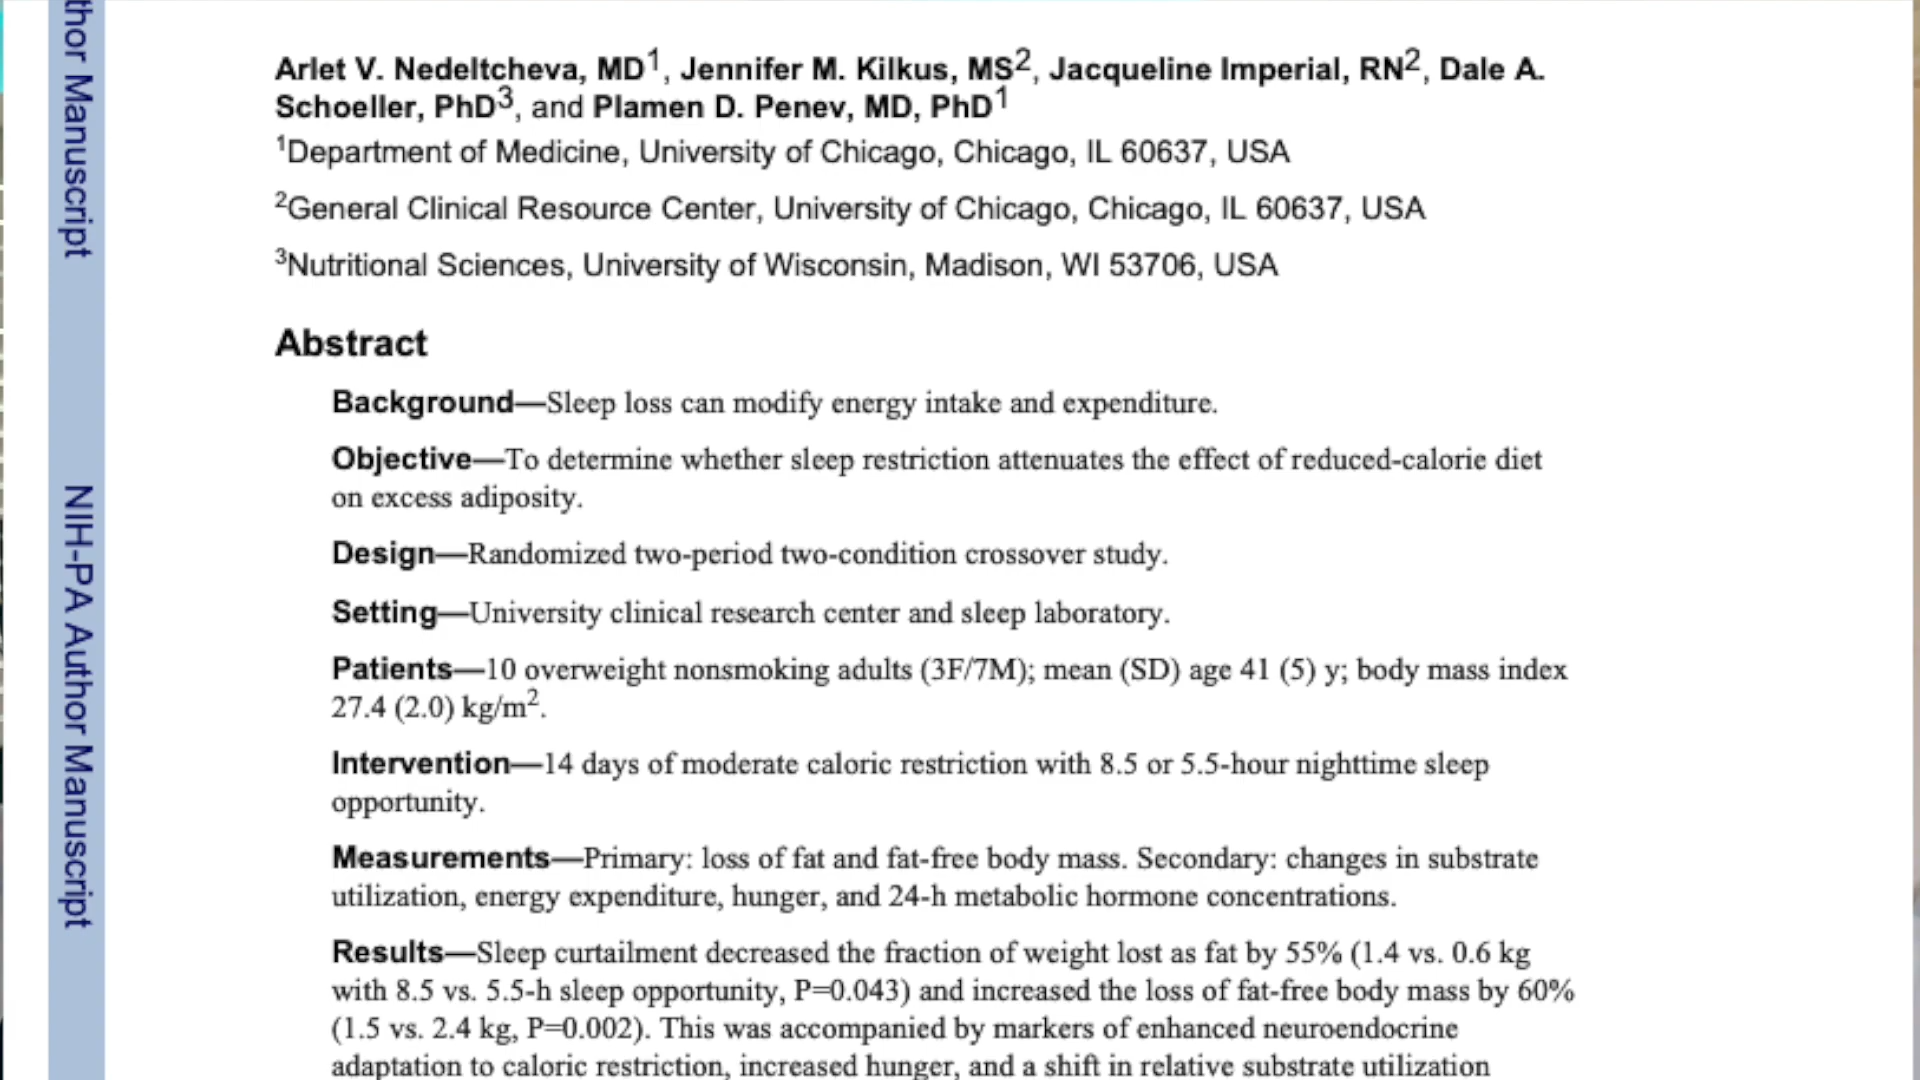 thor Manuscript
NIH-PA Author Manuscript
Arlet V. Nedeltcheva, MD1, Jennifer M. Kilkus, MS2, Jacqueline Imperial, RN2, Dale A.
Schoeller, PhD3, and Plamen D. Penev, MD, PhD1
1Department of Medicine, University of Chicago, Chicago, IL 60637, USA
2General Clinical Resource Center, University of Chicago, Chicago, IL 60637, USA
3Nutritional Sciences, University of Wisconsin, Madison, WI 53706, USA
Abstract
Background—Sleep loss can modify energy intake and expenditure.
Objective—To determine whether sleep restriction attenuates the effect of reduced-calorie diet
on excess adiposity.
Design—Randomized two-period two-condition crossover study.
Setting—University clinical research center and sleep laboratory.
Patients—10 overweight nonsmoking adults (3F/7M); mean (SD) age 41 (5) y; body mass index
27.4 (2.0) kg/m2.
Intervention—14 days of moderate caloric restriction with 8.5 or 5.5-hour nighttime sleep
opportunity.
Measurements—Primary: loss of fat and fat-free body mass. Secondary: changes in substrate
utilization, energy expenditure, hunger, and 24-h metabolic hormone concentrations.
Results—Sleep curtailment decreased the fraction of weight lost as fat by 55% (1.4 vs. 0.6 kg
with 8.5 vs. 5.5-h sleep opportunity, P=0.043) and increased the loss of fat-free body mass by 60%
(1.5 vs. 2.4 kg, P=0.002). This was accompanied by markers of enhanced neuroendocrine
adaptation to caloric restriction, increased hunger, and a shift in relative substrate utilization